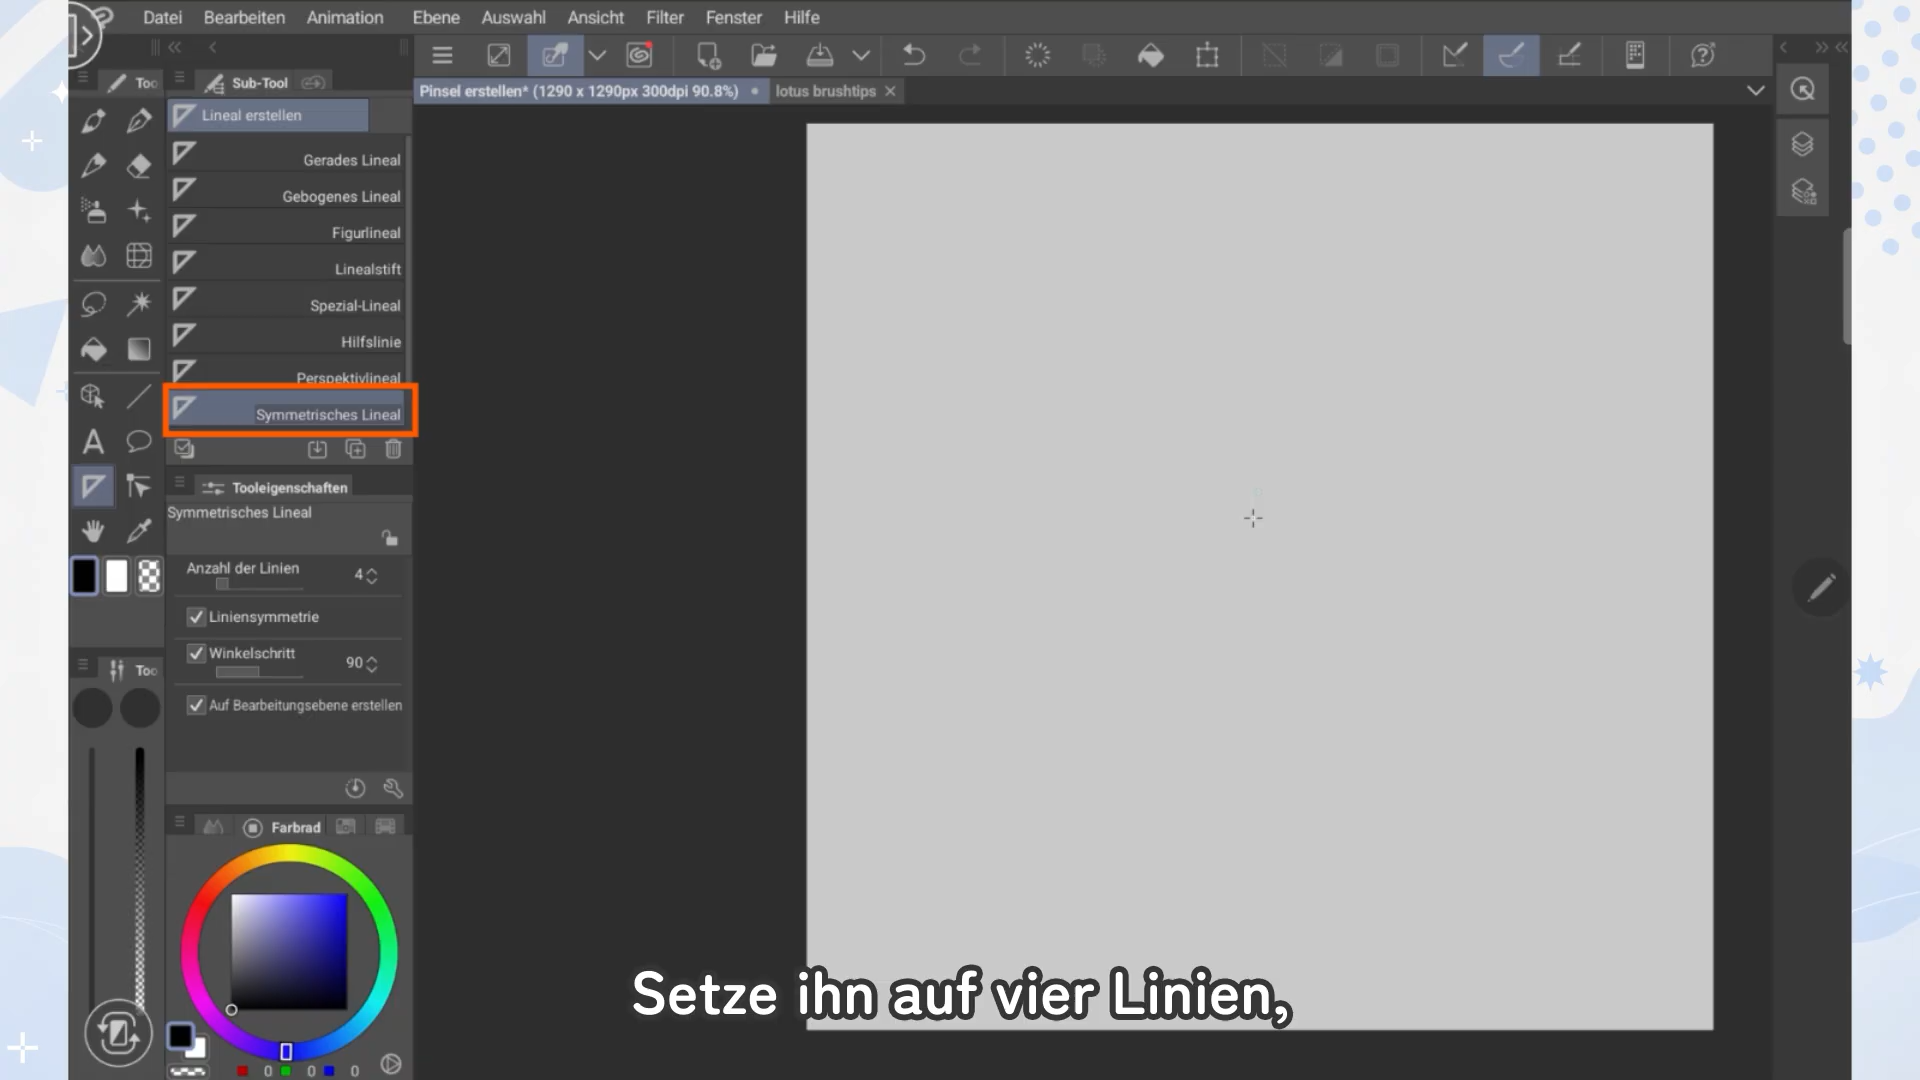 Datei Bearbeiten Animation Ebene Auswahl Ansicht Filter Fenster Hilfe
Too
Sub-Tool
Pinsel erstellen* (1290 x 1290px 300dpi 90.8%)
lotus brushtips
Lineal erstellen
Gerades Lineal
Gebogenes Lineal
Figurlineal
Linealstift
Spezial-Lineal
Hilfslinie
Perspektivlineal
Symmetrisches Lineal
Tooleigenschaften
Symmetrisches Lineal
Anzahl der Linien 4
Liniensymmetrie
Winkelschritt 90
Auf Bearbeitungsebene erstellen
Too
Farbrad
0 0 0
Setze ihn auf vier Linien,